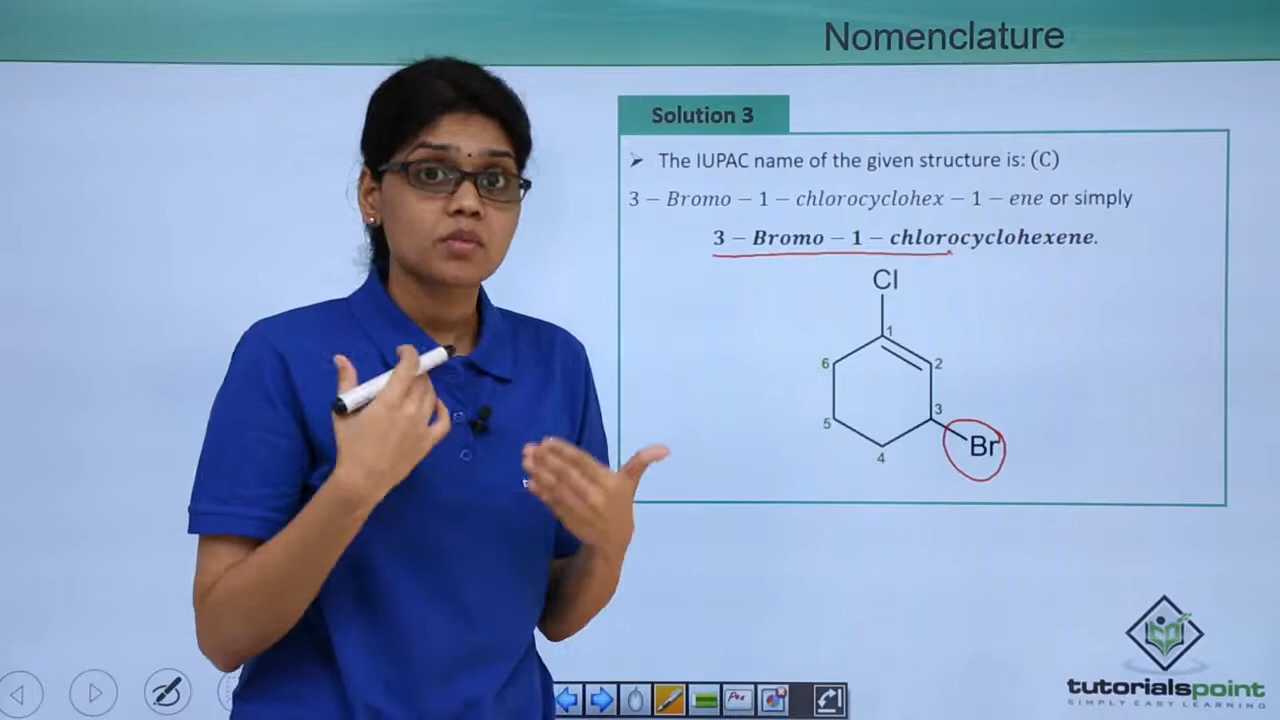 Nomenclature
Solution 3
➤ The IUPAC name of the given structure is: (C)
3 − Bromo − 1 − chlorocyclohex − 1 − ene or simply
3 − Bromo − 1 − chlorocyclohexene.
Cl
1
6
2
3
5
Br
4
tutorialspoint
SIMPLY EASY LEARNING